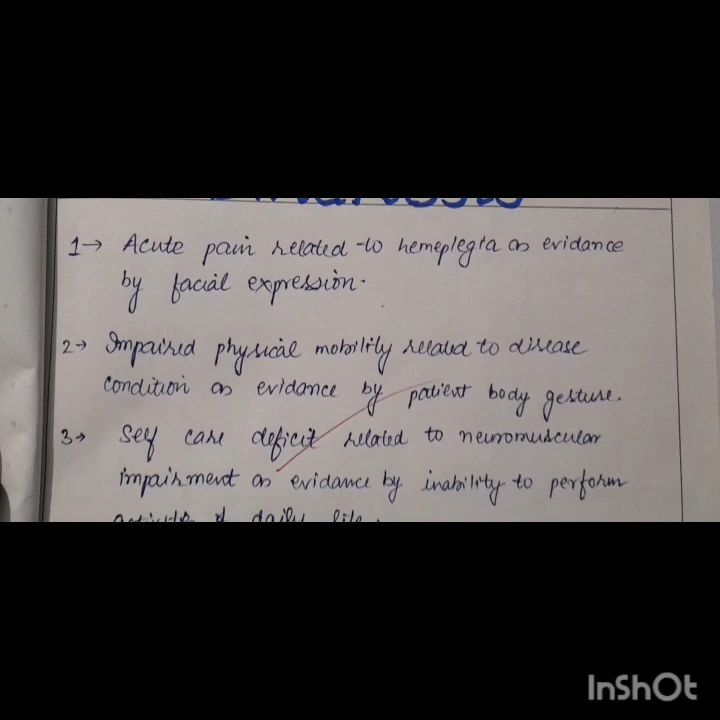 1→ Acute pain related to hemeplegia as evidance
by facial expression.
2→ Impaired physical mobility related to disease
condition as evidance by patient body gesture.
3→ Self care deficit related to neuromuscular
impairment as evidance by inability to perform
daily life.
InShOt